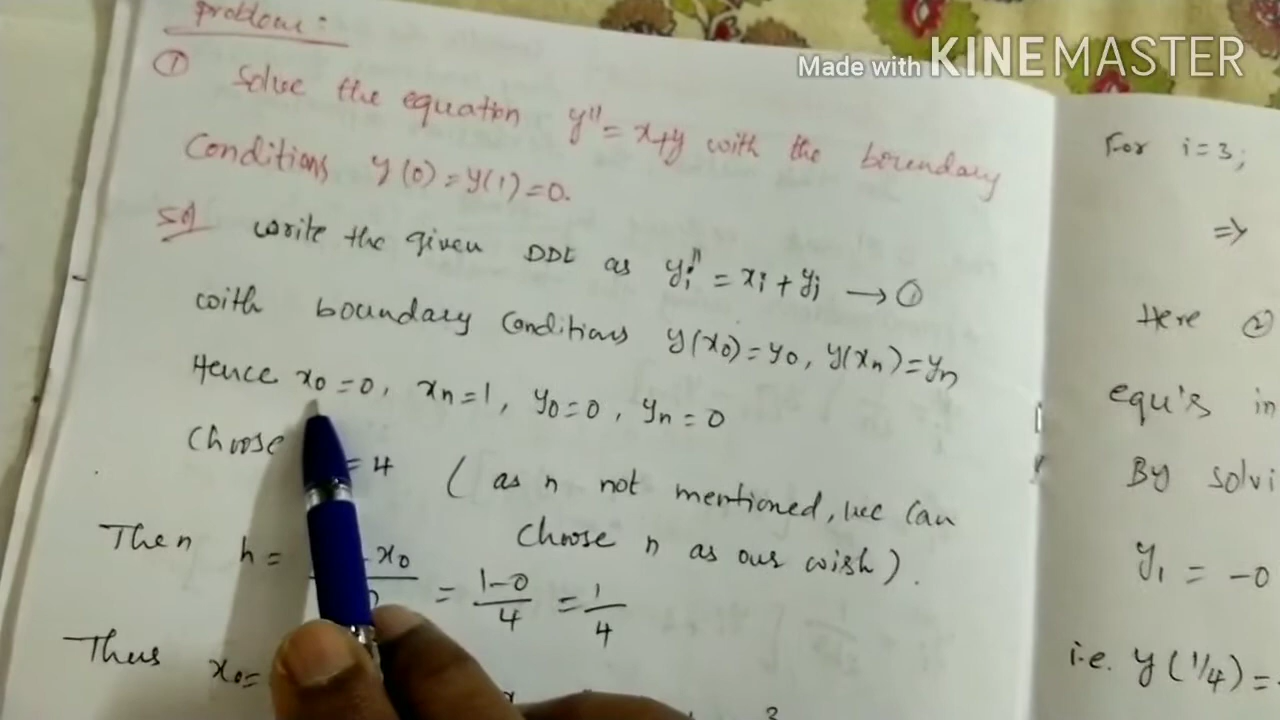 Made with KINEMASTER
problem:
① Solve the equation y'' = x+y with the boundary
Conditions y(0) = y(1) = 0.
Sol Write the given DDE as yᵢ'' = xᵢ + yᵢ → ①
with boundary Conditions y(x₀) = y₀, y(xₙ) = yₙ
Hence x₀ = 0, xₙ = 1, y₀ = 0, yₙ = 0
Choose = 4 ( as n not mentioned, we can
choose n as our wish ).
Then h = x₀ = 1-0/4 = 1/4
Thus x₀ =
For i = 3;
⇒
Here ②
equ's in
By solvi
y₁ = -0
i.e. y(1/4) =